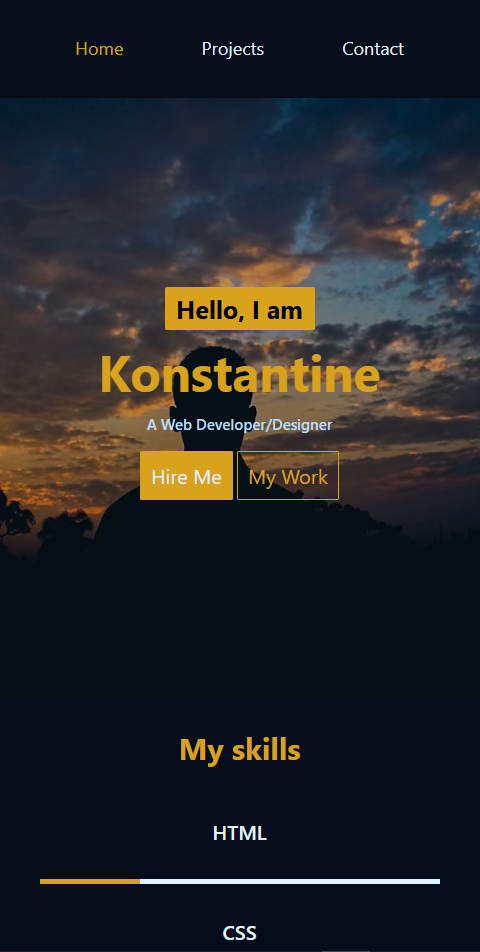 Home Projects Contact
Hello, I am
Konstantine
A Web Developer/Designer
Hire Me My Work
My skills
HTML
CSS